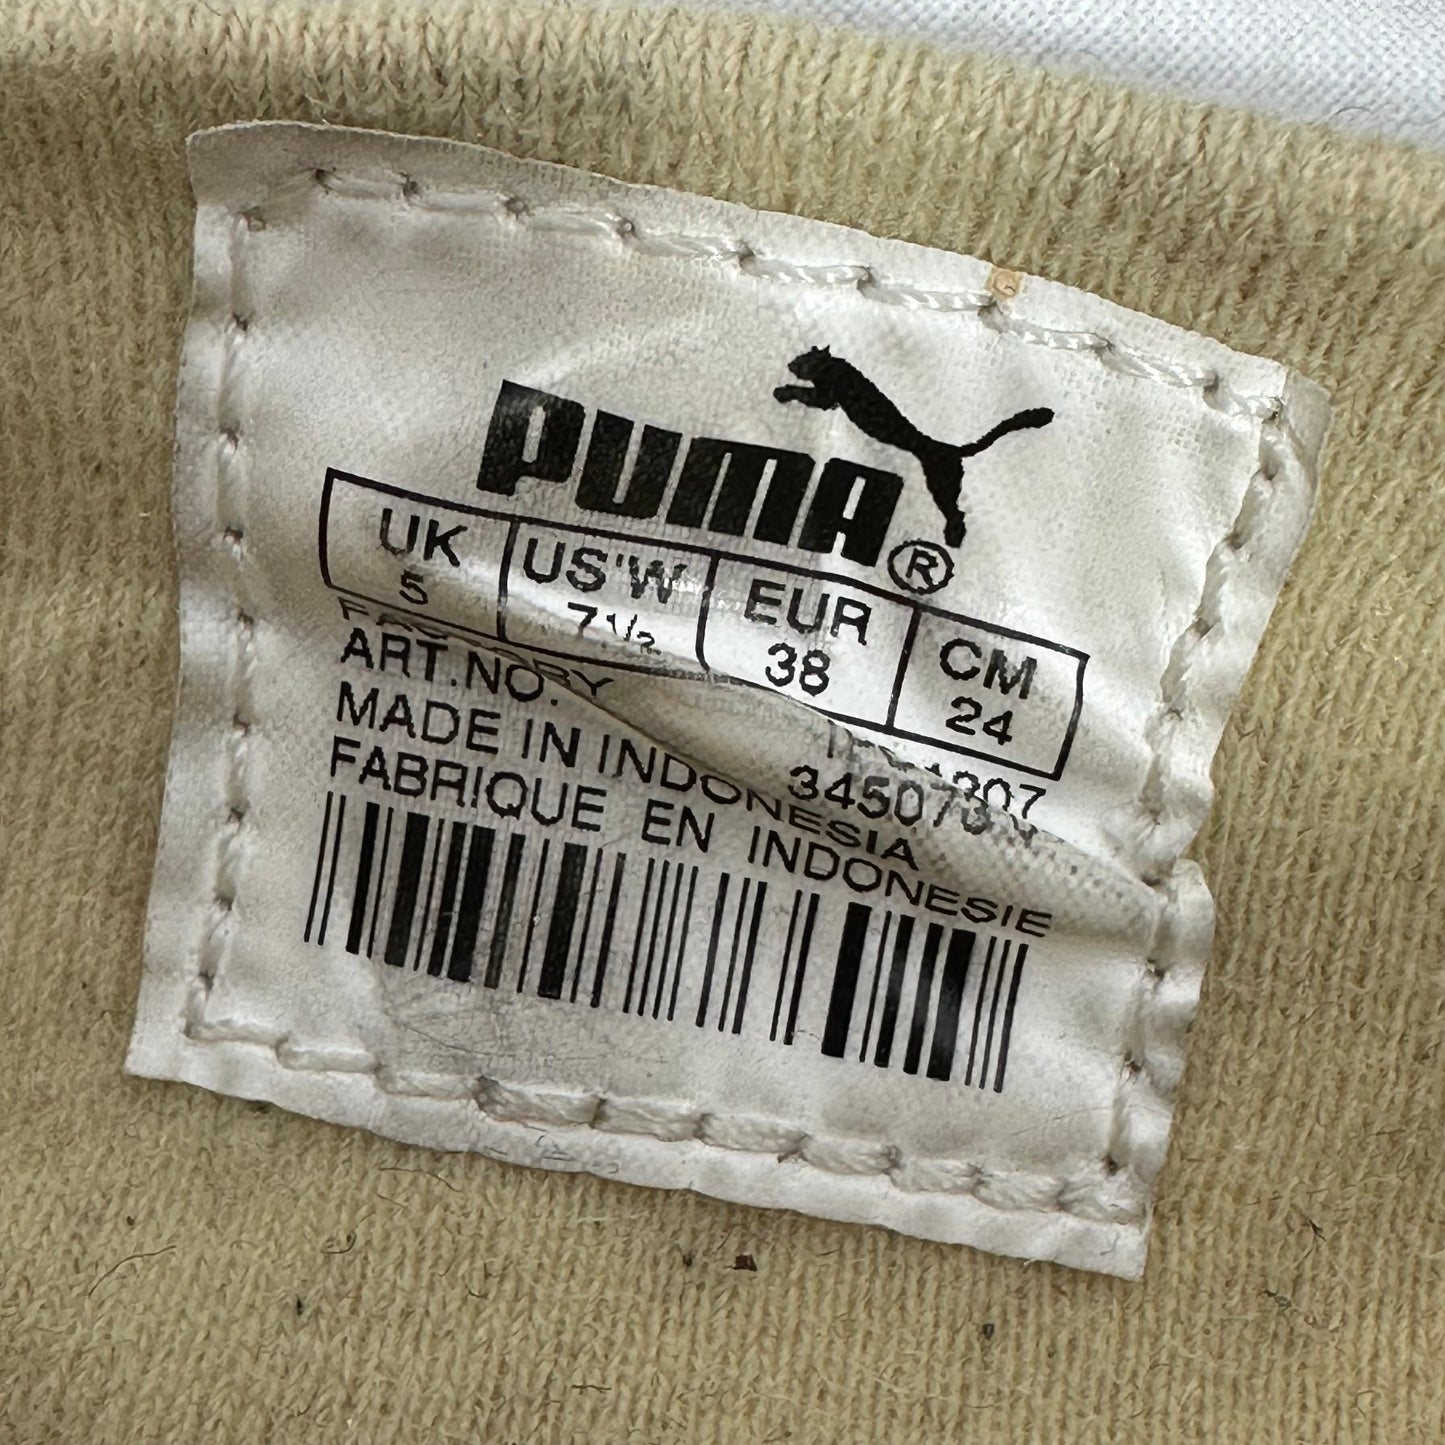 PUMA®
UK US W EUR CM
5 7½ 38 24
FACTORY
ART.NO. 345073
MADE IN INDONESIA
FABRIQUE EN INDONESIE